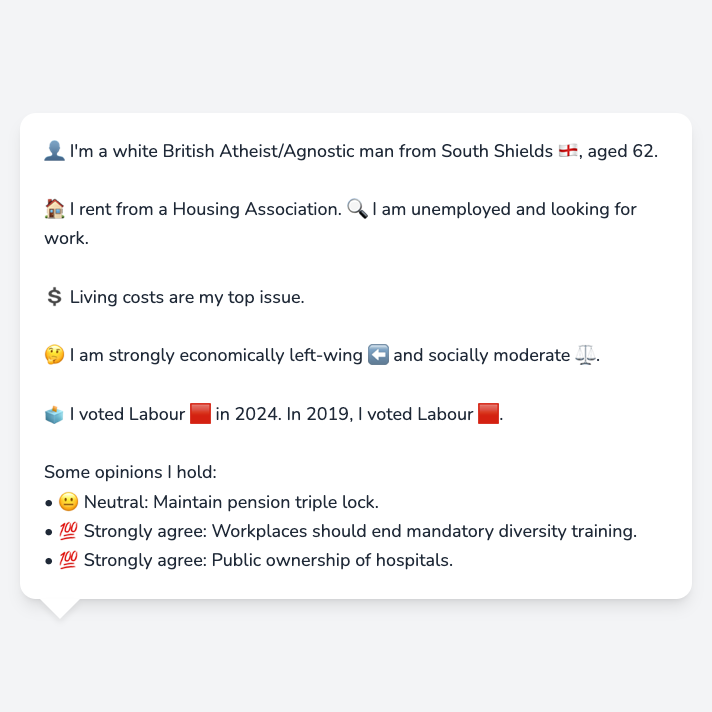 👤 I'm a white British Atheist/Agnostic man from South Shields 🏴󠁧󠁢󠁥󠁮󠁧󠁿, aged 62.
🏠 I rent from a Housing Association. 🔍 I am unemployed and looking for
work.
💲 Living costs are my top issue.
🤔 I am strongly economically left-wing ⬅️ and socially moderate ⚖️.
🗳️ I voted Labour 🟥 in 2024. In 2019, I voted Labour 🟥.
Some opinions I hold:
• 😐 Neutral: Maintain pension triple lock.
• 💯 Strongly agree: Workplaces should end mandatory diversity training.
• 💯 Strongly agree: Public ownership of hospitals.